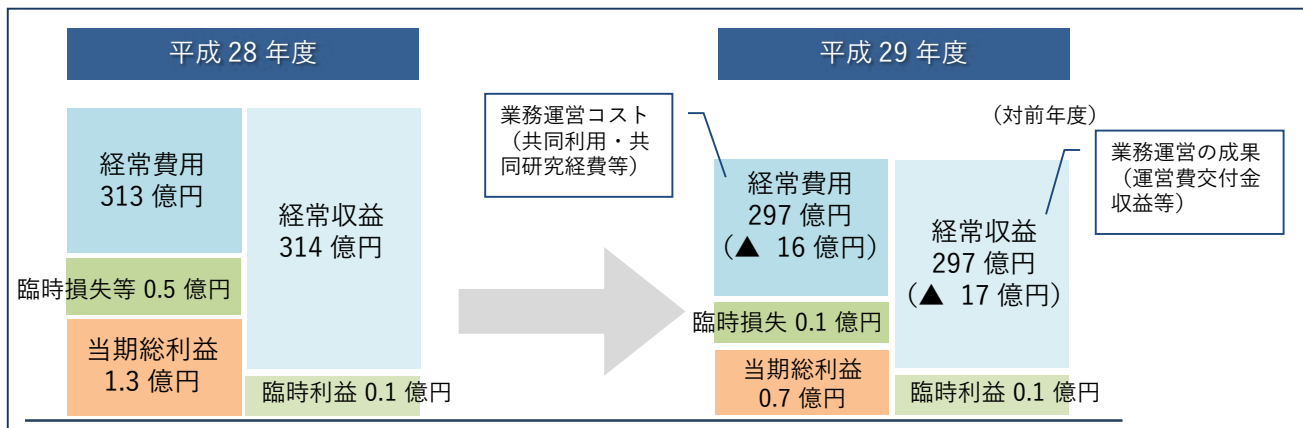 平成 28 年度
経常費用
313 億円
経常収益
314 億円
臨時損失等 0.5 億円
当期総利益
1.3 億円
臨時利益 0.1 億円
平成 29 年度
(対前年度)
業務運営コスト
(共同利用・共
同研究経費等)
業務運営の成果
(運営費交付金
収益等)
経常費用
297 億円
(▲ 16 億円)
経常収益
297 億円
(▲ 17 億円)
臨時損失 0.1 億円
当期総利益
0.7 億円
臨時利益 0.1 億円